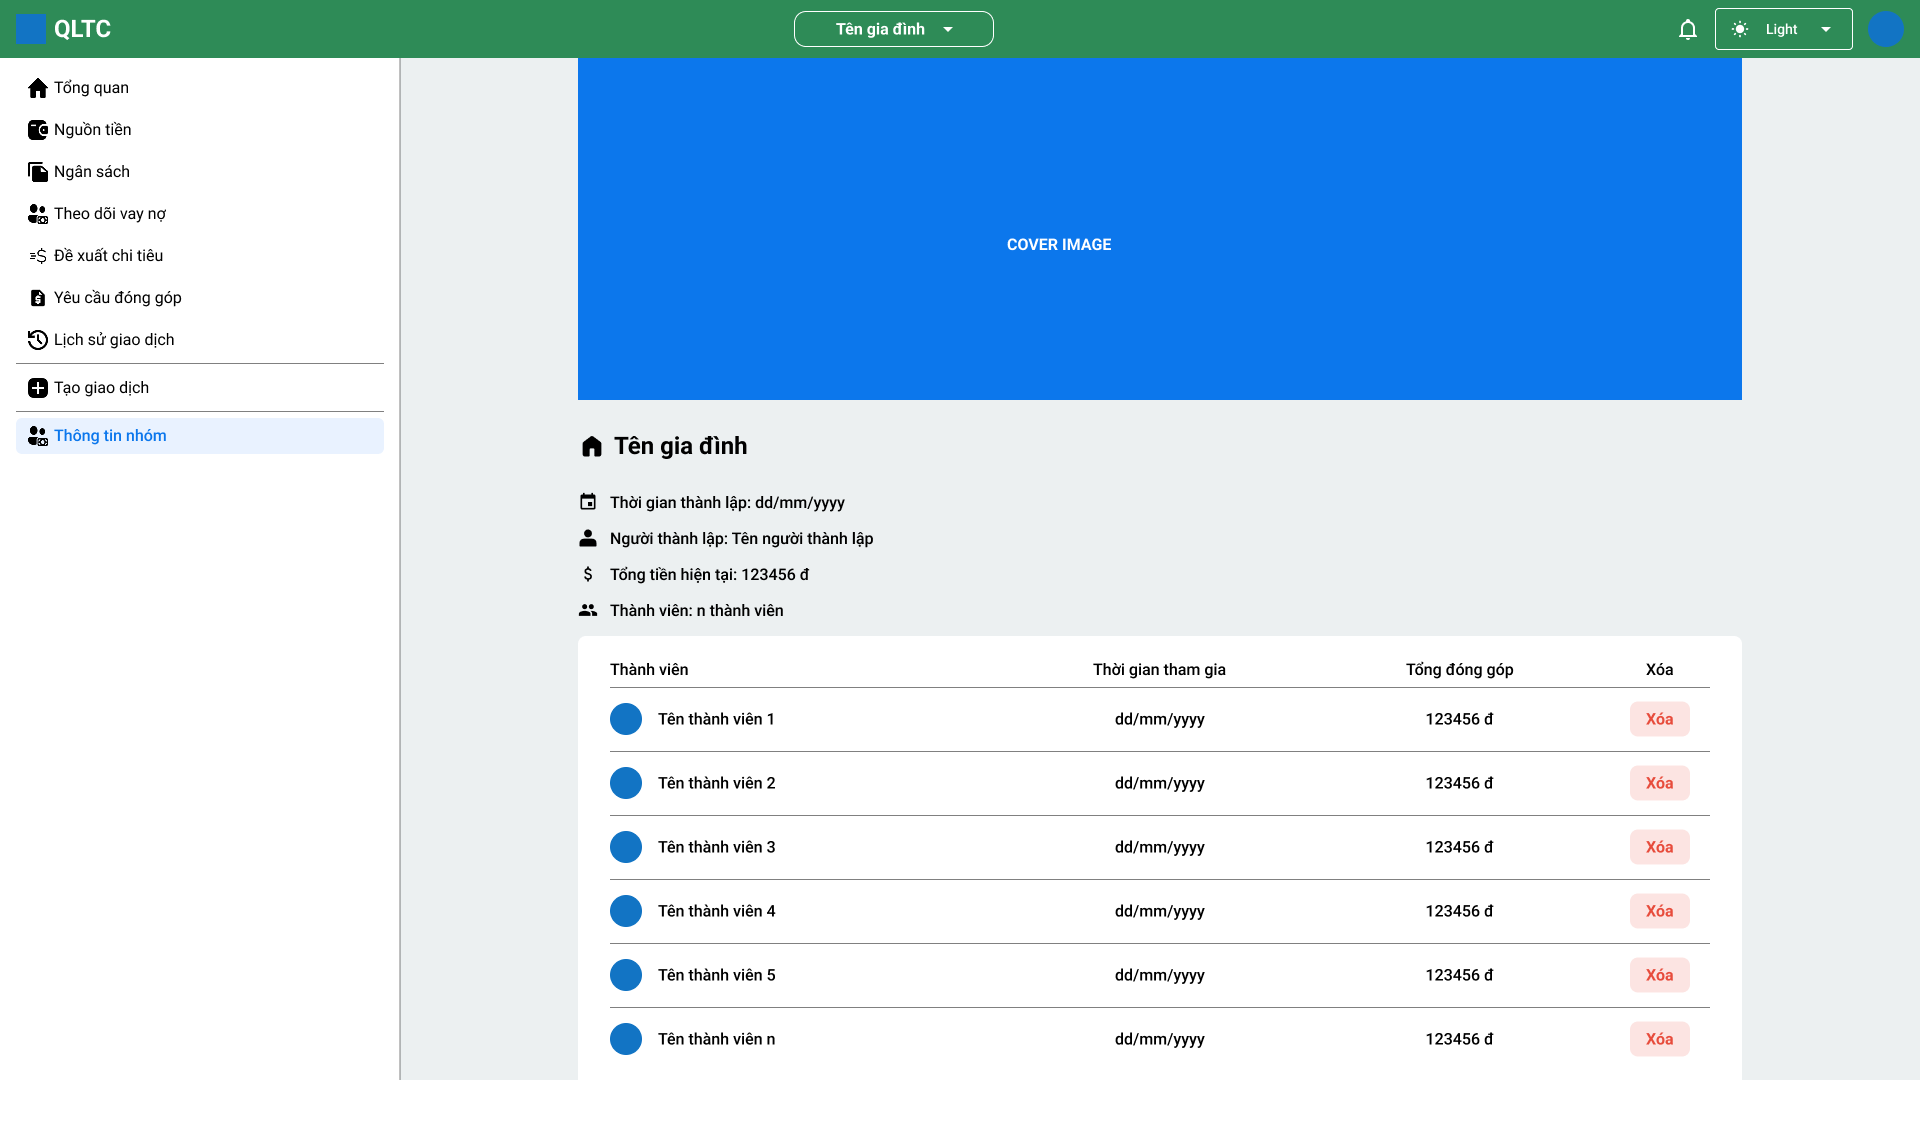 QLTC
Tên gia đình
Light
Tổng quan
Nguồn tiền
Ngân sách
Theo dõi vay nợ
Đề xuất chi tiêu
Yêu cầu đóng góp
Lịch sử giao dịch
Tạo giao dịch
Thông tin nhóm
COVER IMAGE
Tên gia đình
Thời gian thành lập: dd/mm/yyyy
Người thành lập: Tên người thành lập
Tổng tiền hiện tại: 123456 đ
Thành viên: n thành viên
Thành viên Thời gian tham gia Tổng đóng góp Xóa
Tên thành viên 1 dd/mm/yyyy 123456 đ Xóa
Tên thành viên 2 dd/mm/yyyy 123456 đ Xóa
Tên thành viên 3 dd/mm/yyyy 123456 đ Xóa
Tên thành viên 4 dd/mm/yyyy 123456 đ Xóa
Tên thành viên 5 dd/mm/yyyy 123456 đ Xóa
Tên thành viên n dd/mm/yyyy 123456 đ Xóa